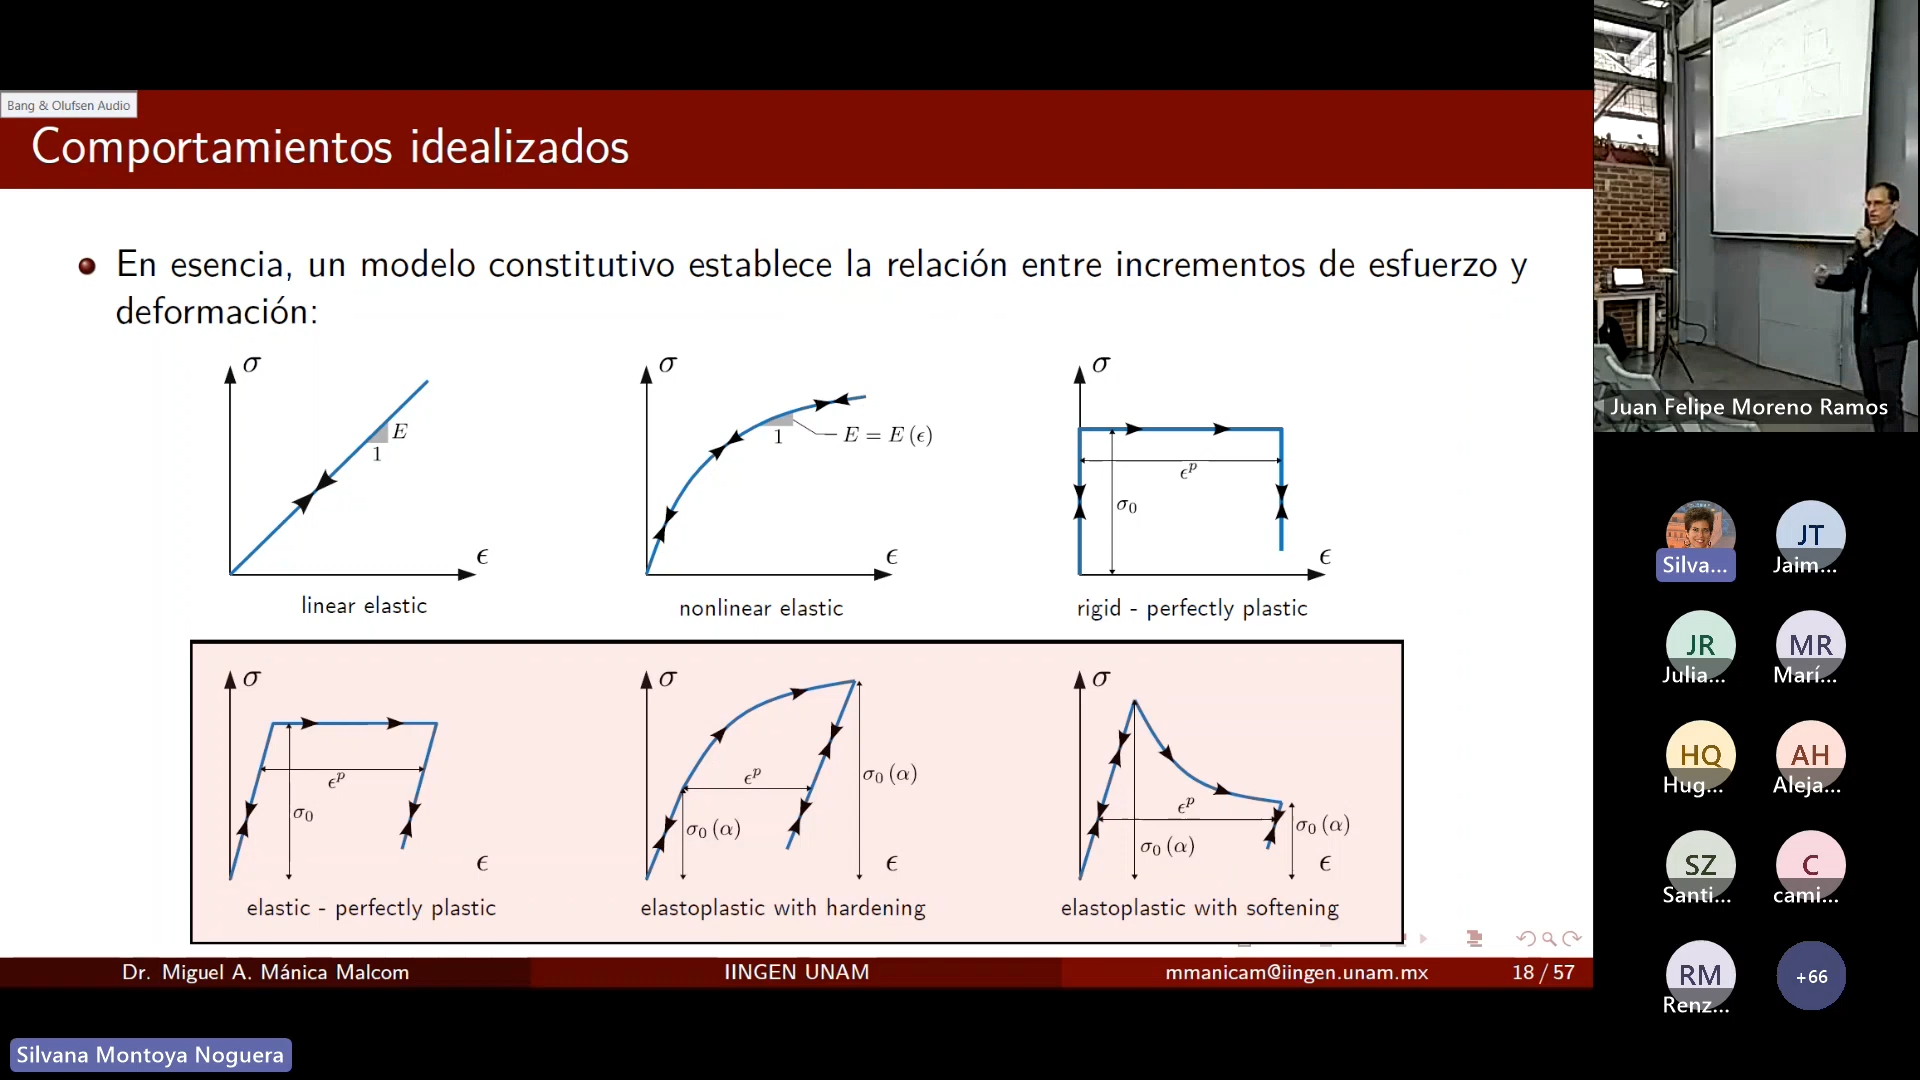 Bang & Olufsen Audio
Comportamientos idealizados
En esencia, un modelo constitutivo establece la relación entre incrementos de esfuerzo y
deformación:
σ
E
1
ϵ
linear elastic
σ
1
E = E (ϵ)
ϵ
nonlinear elastic
σ
ϵᵖ
σ₀
ϵ
rigid - perfectly plastic
σ
ϵᵖ
σ₀
ϵ
elastic - perfectly plastic
σ
ϵᵖ
σ₀ (α)
σ₀ (α)
ϵ
elastoplastic with hardening
σ
ϵᵖ
σ₀ (α)
σ₀ (α)
ϵ
elastoplastic with softening
Dr. Miguel A. Mánica Malcom
IINGEN UNAM
mmanicam@iingen.unam.mx
18 / 57
Silvana Montoya Noguera
Juan Felipe Moreno Ramos
Silva...
JT
Jaim...
JR
Julia...
MR
Marí...
HQ
Hug...
AH
Aleja...
SZ
Santi...
C
cami...
RM
Renz...
+66